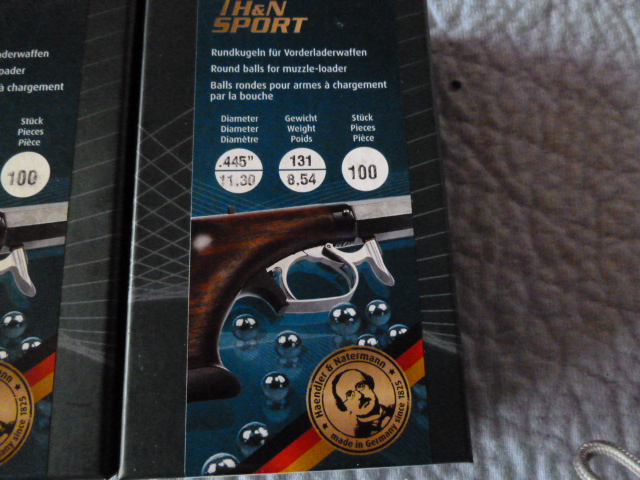 H&N
SPORT
Rundkugeln für Vorderladerwaffen
Round balls for muzzle-loader
Balls rondes pour armes à chargement
par la bouche
Diameter
Diameter
Diamètre
Gewicht
Weight
Poids
Stück
Pieces
Pièce
.445"
11.30
131
8.54
100
Haendler & Natermann
made in Germany since 1825
à chargement
Stück
Pieces
Pièce
100
since 1825